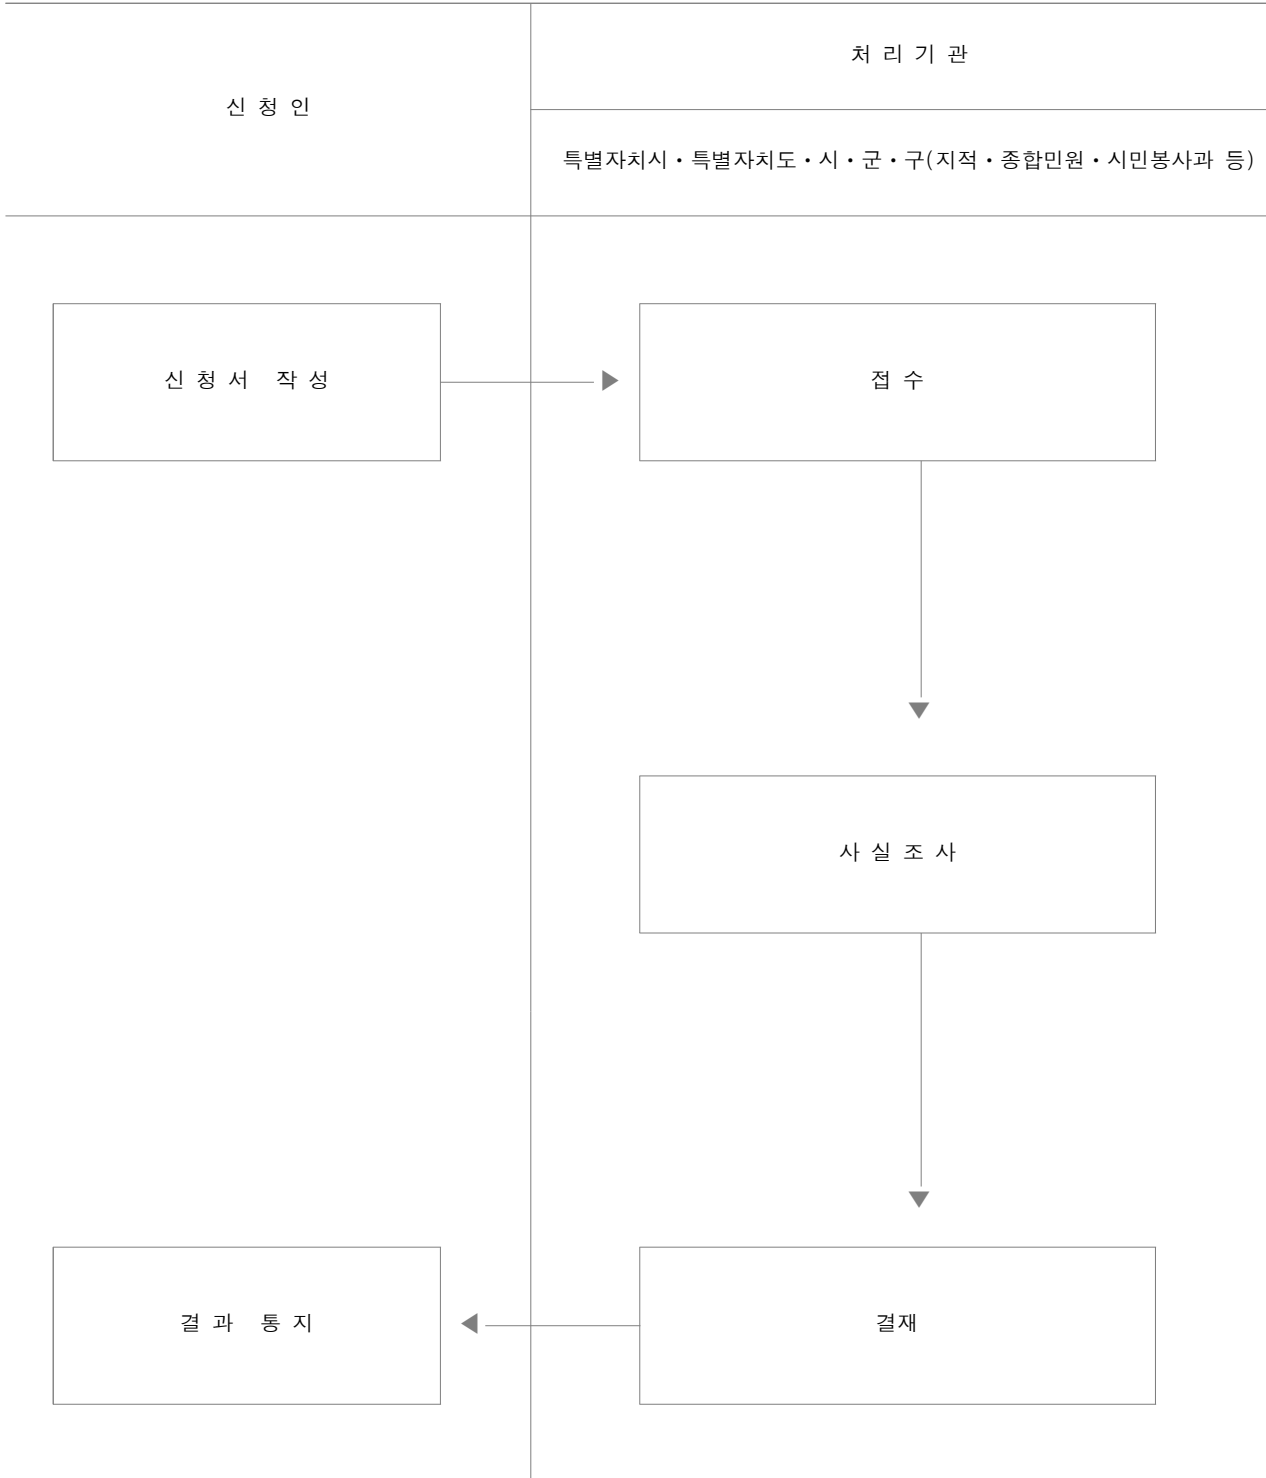 신 청 인
처 리 기 관
특별자치시・특별자치도・시・군・구(지적・종합민원・시민봉사과 등)
신 청 서 작 성
접 수
사 실 조 사
결 과 통 지
결재